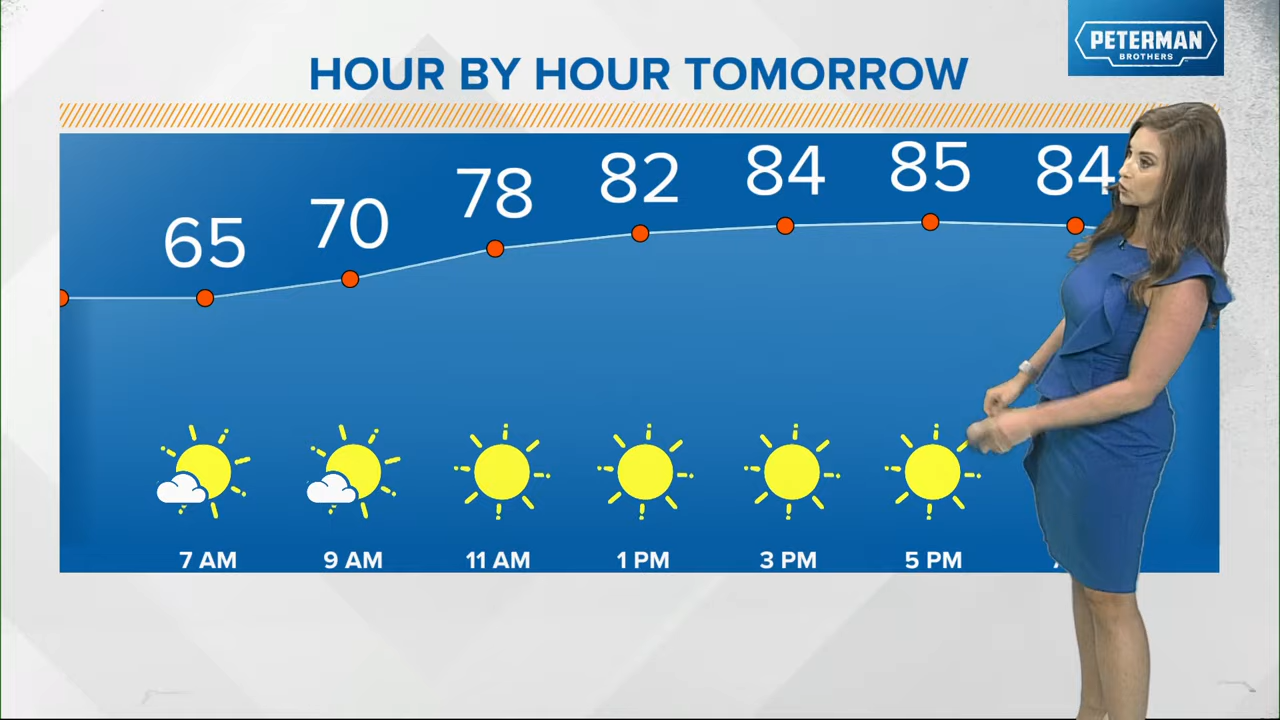 PETERMAN
BROTHERS
HOUR BY HOUR TOMORROW
65 70 78 82 84 85 84
7 AM 9 AM 11 AM 1 PM 3 PM 5 PM